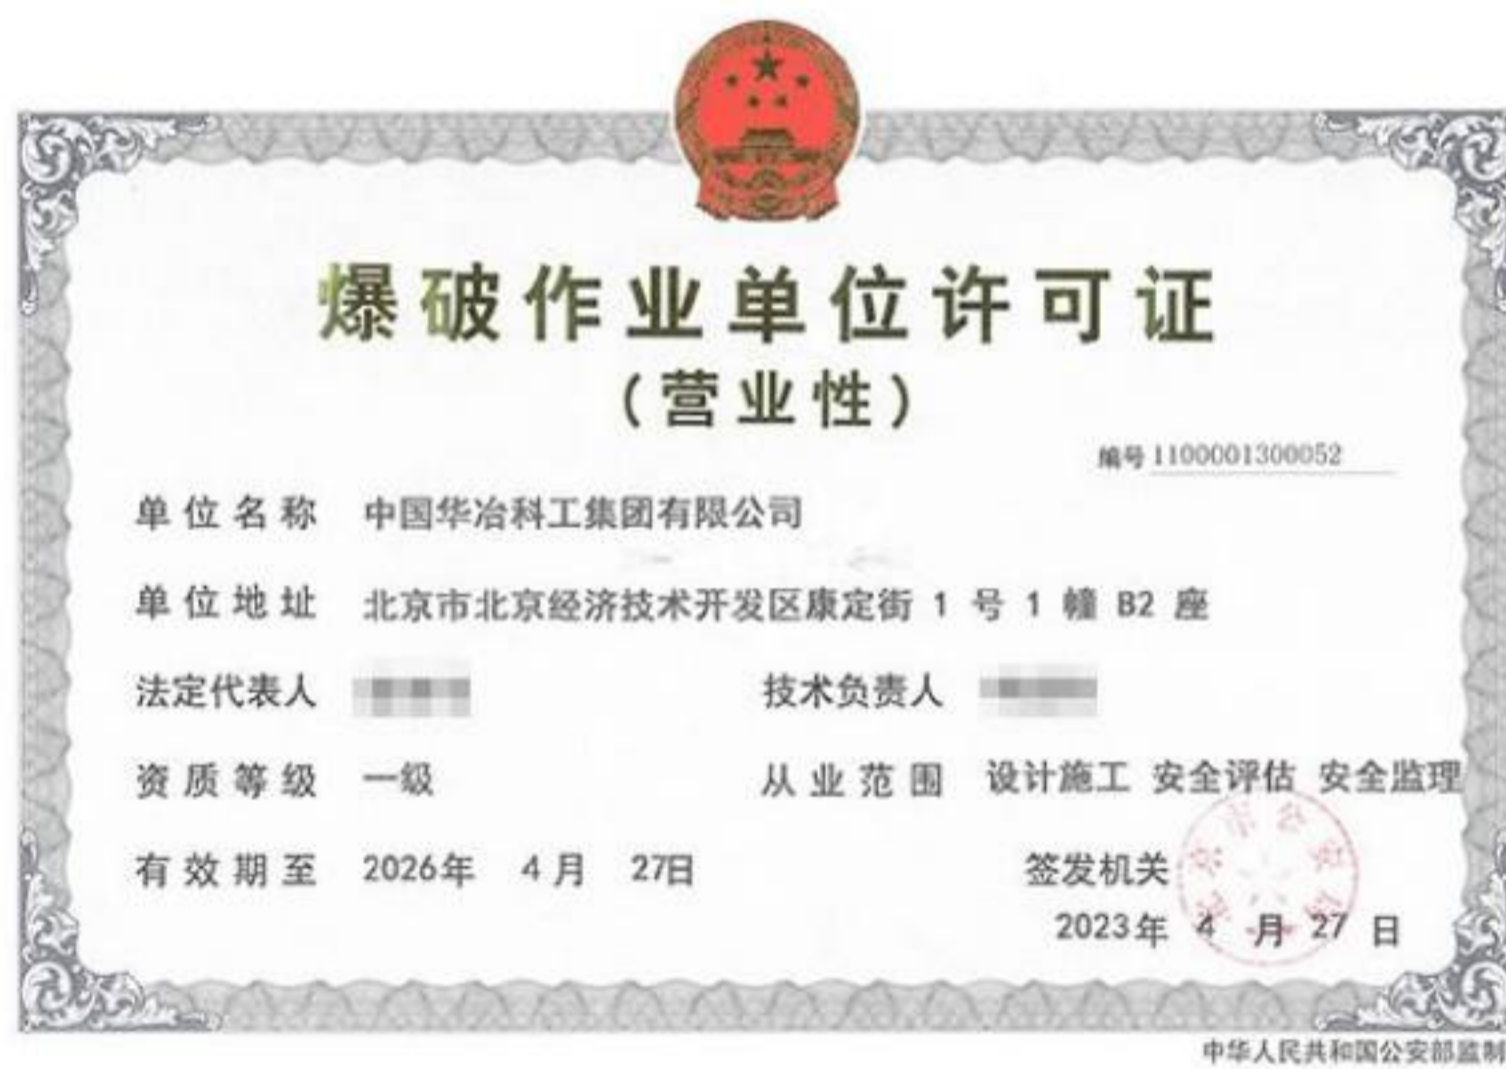 爆破作业单位许可证
(营业性)
编号 1100001300052
单位名称 中国华冶科工集团有限公司
单位地址 北京市北京经济技术开发区康定街 1 号 1 幢 B2 座
法定代表人 技术负责人
资质等级 一级 从业范围 设计施工 安全评估 安全监理
有效期至 2026年 4月 27日
签发机关
北京市公安局
2023年 4 月 27 日
中华人民共和国公安部监制